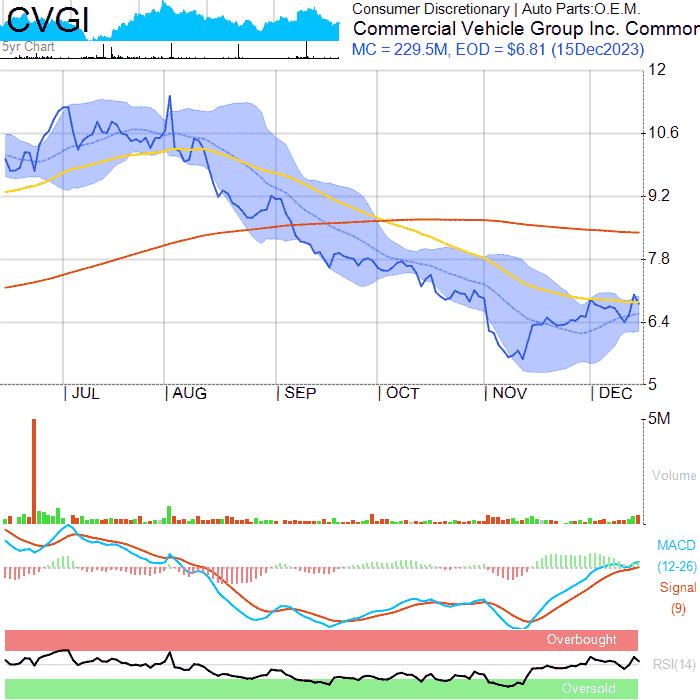 CVGI
5yr Chart
Consumer Discretionary | Auto Parts:O.E.M.
Commercial Vehicle Group Inc. Common
MC = 229.5M, EOD = $6.81 (15Dec2023)
12
10.6
9.2
7.8
6.4
5
JUL AUG SEP OCT NOV DEC
5M
Volume
MACD
(12-26)
Signal
(9)
Overbought
RSI(14)
Oversold